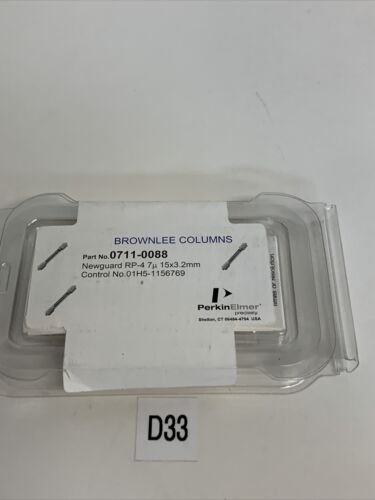 BROWNLEE COLUMNS
Part No.0711-0088
Newguard RP-4 7µ 15x3.2mm
Control No.01H5-1156769
PerkinElmer
precisely.
Shelton, CT 06484-4794 USA
D33